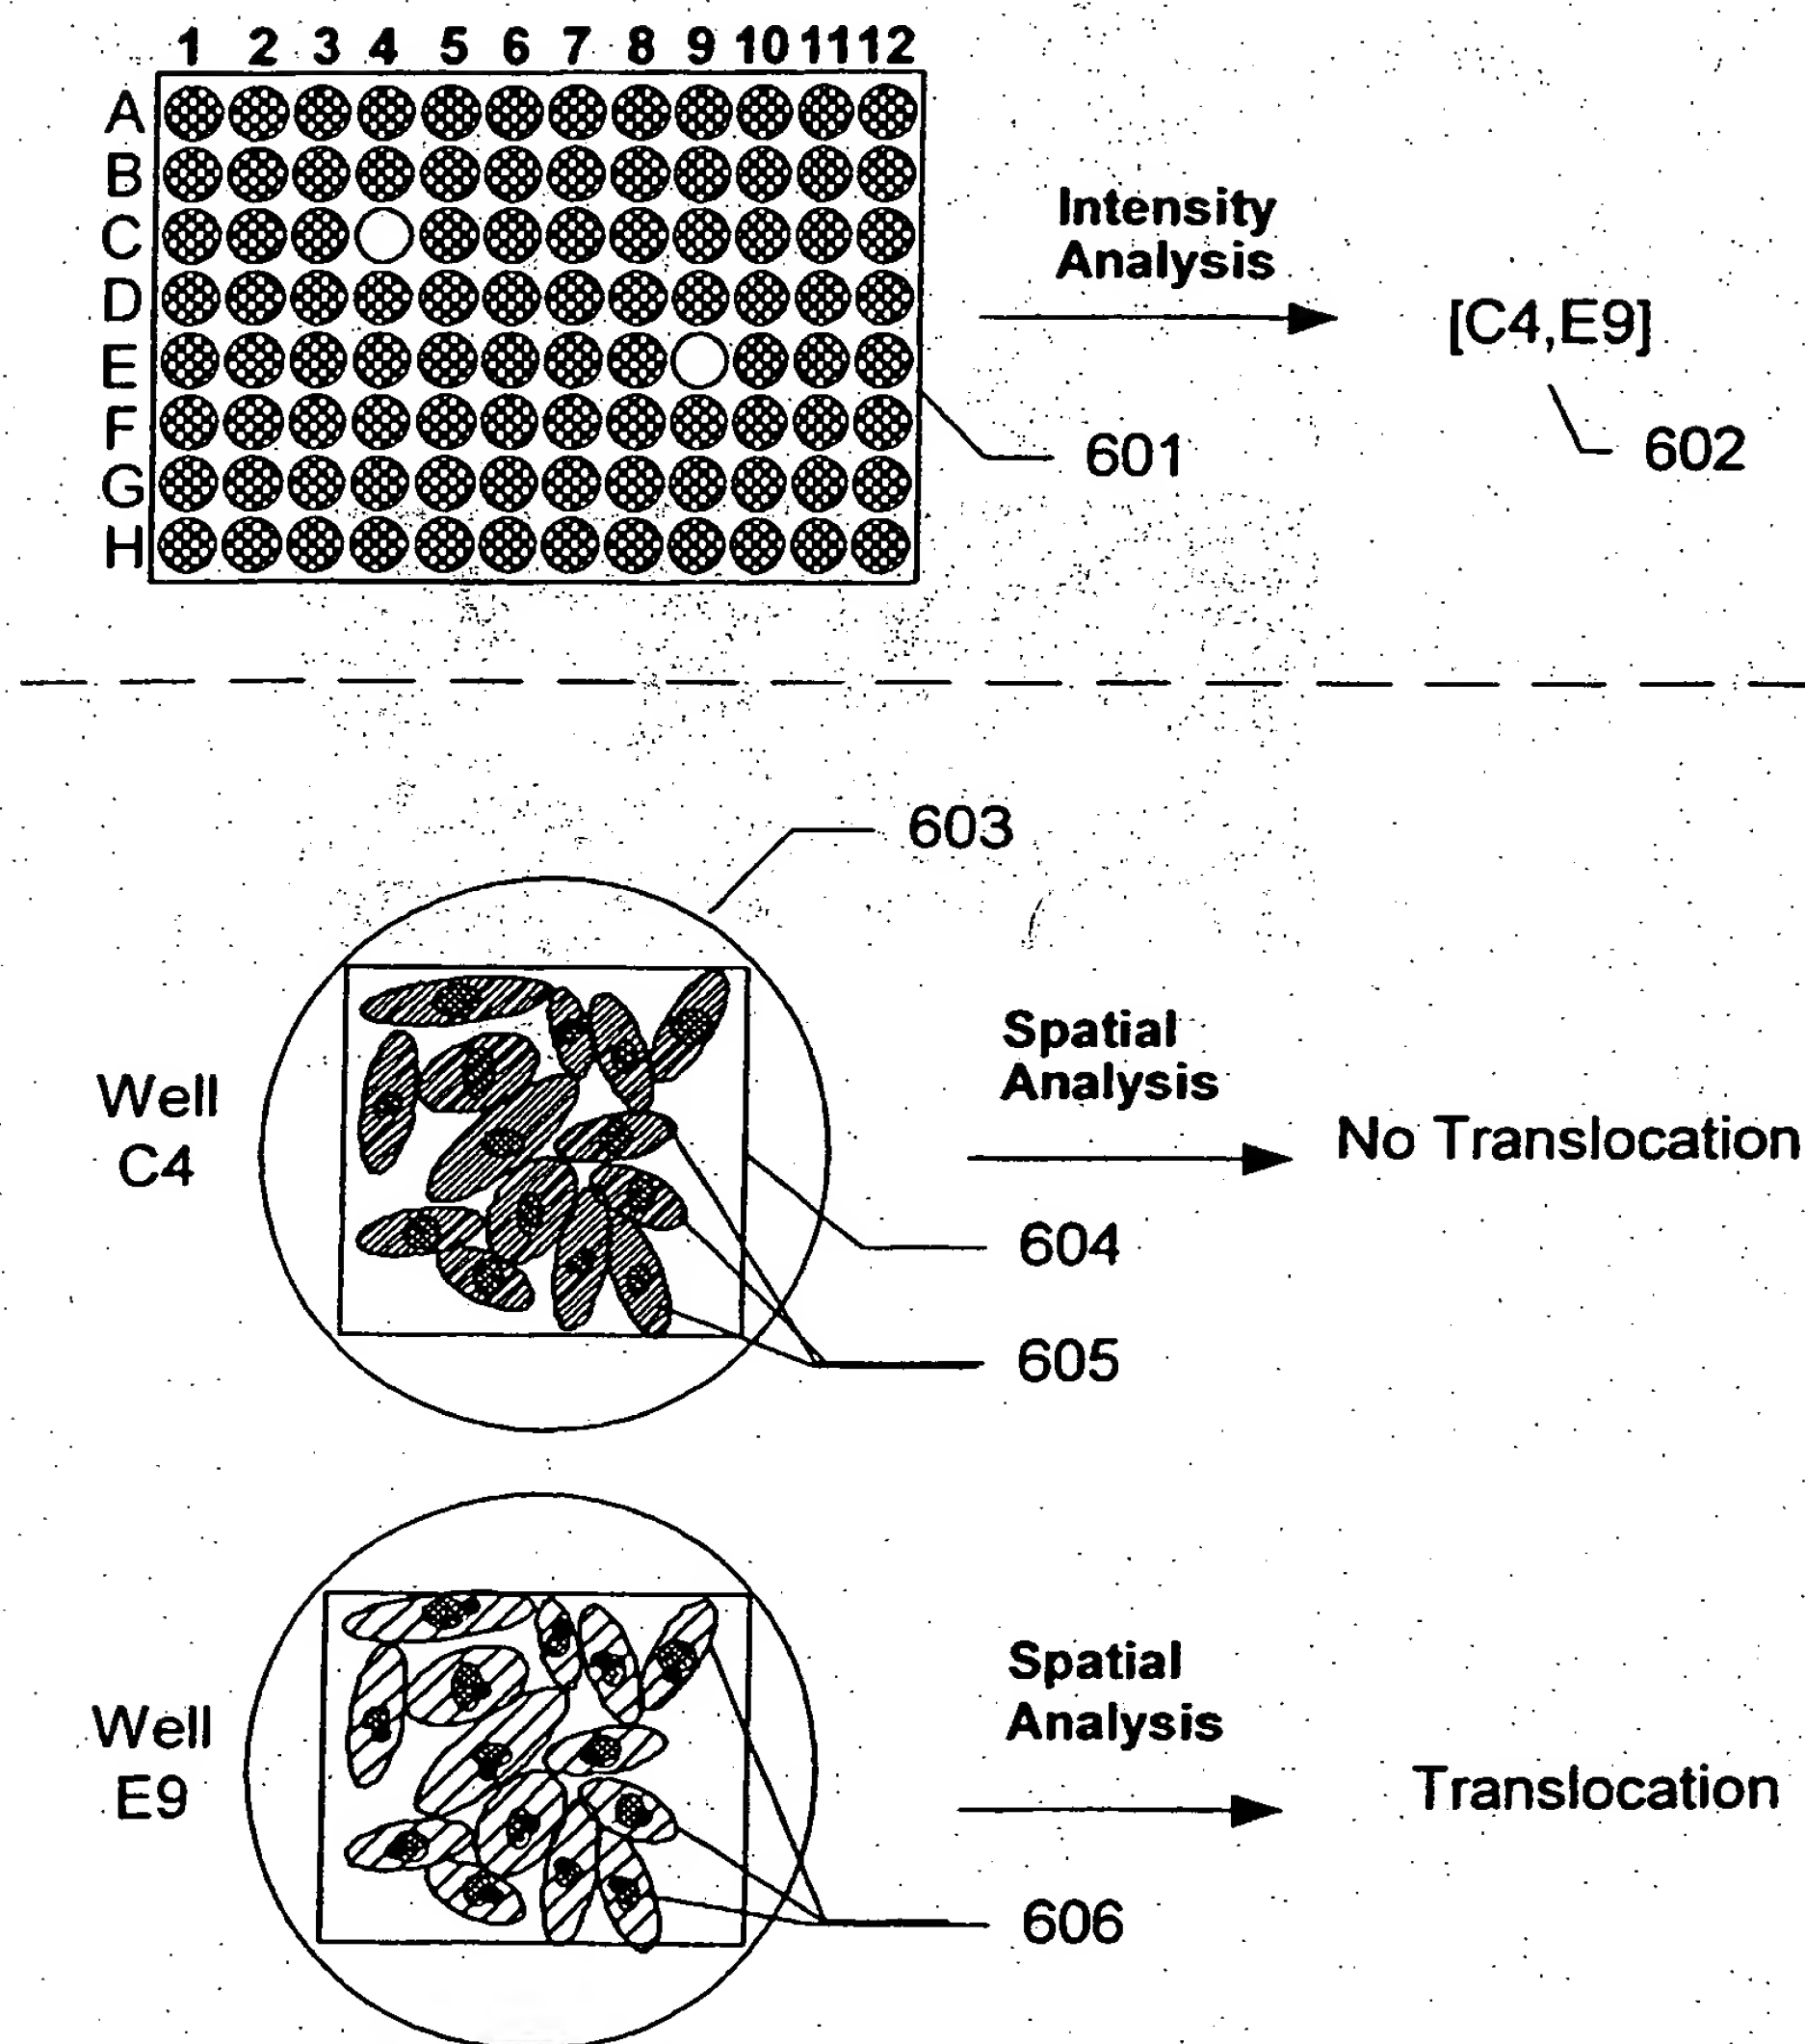 1 2 3 4 5 6 7 8 9 10 11 12
A
B
C
D
E
F
G
H
Intensity
Analysis
[C4,E9]
601
602
603
Well
C4
Spatial
Analysis
No Translocation
604
605
Well
E9
Spatial
Analysis
Translocation
606